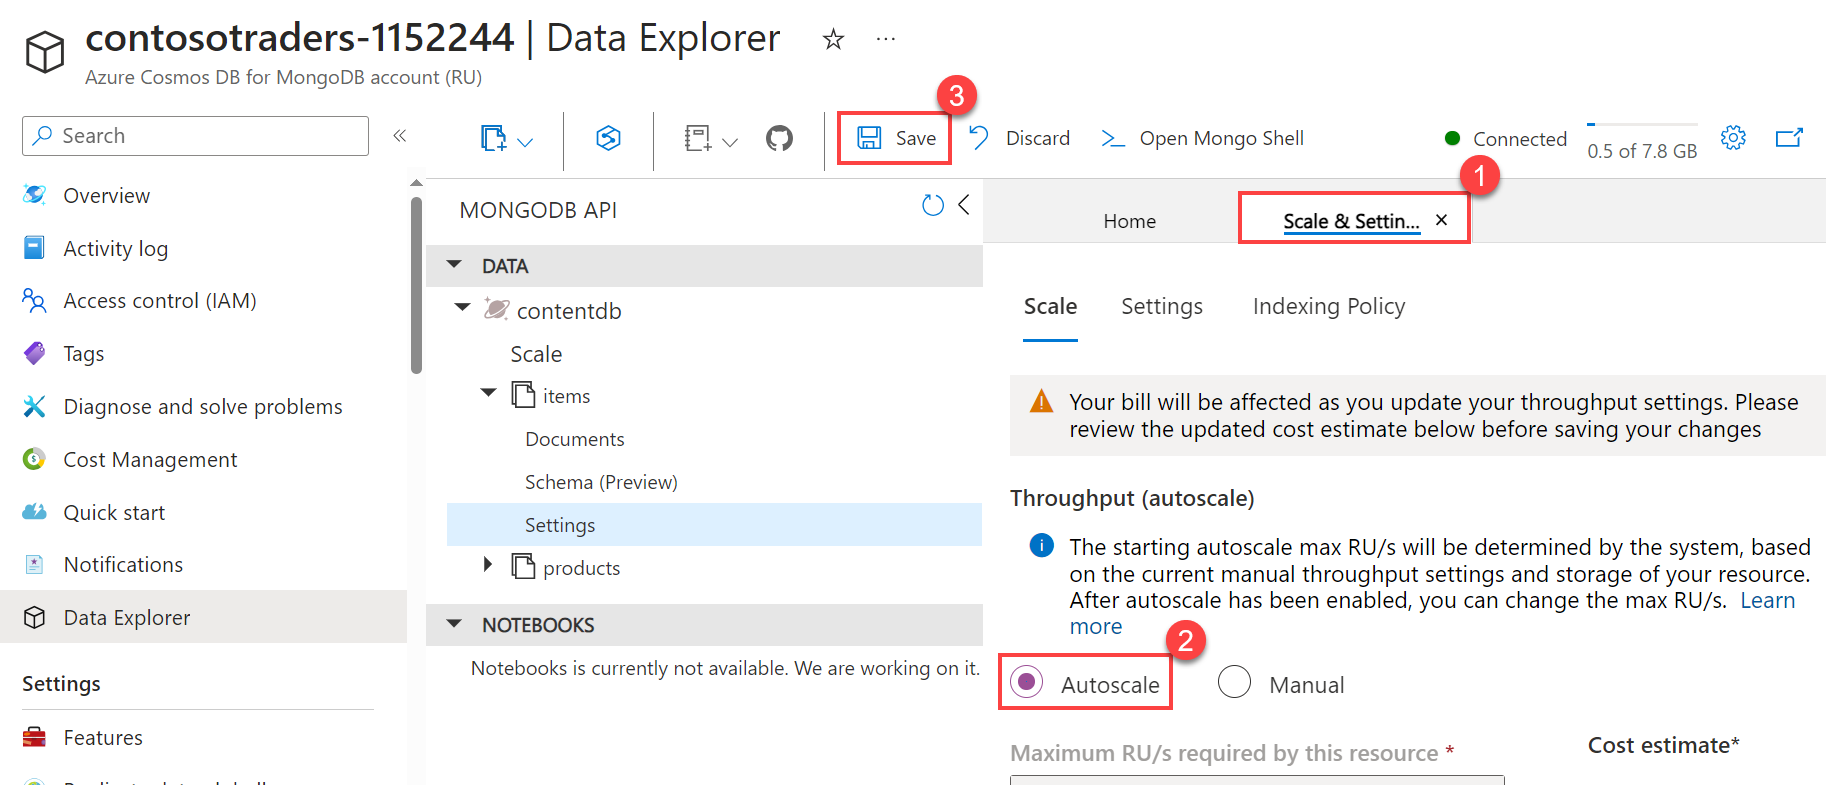 contosotraders-1152244 | Data Explorer ☆ ...
Azure Cosmos DB for MongoDB account (RU)
Search
«
Overview
Activity log
Access control (IAM)
Tags
Diagnose and solve problems
Cost Management
Quick start
Notifications
Data Explorer
Settings
Features
3
Save
Discard
Open Mongo Shell
Connected
0.5 of 7.8 GB
MONGODB API
DATA
contentdb
Scale
items
Documents
Schema (Preview)
Settings
products
NOTEBOOKS
Notebooks is currently not available. We are working on it.
1
Home
Scale & Settin... ×
Scale
Settings
Indexing Policy
Your bill will be affected as you update your throughput settings. Please
review the updated cost estimate below before saving your changes
Throughput (autoscale)
The starting autoscale max RU/s will be determined by the system, based
on the current manual throughput settings and storage of your resource.
After autoscale has been enabled, you can change the max RU/s. Learn
more
2
Autoscale
Manual
Maximum RU/s required by this resource *
Cost estimate*